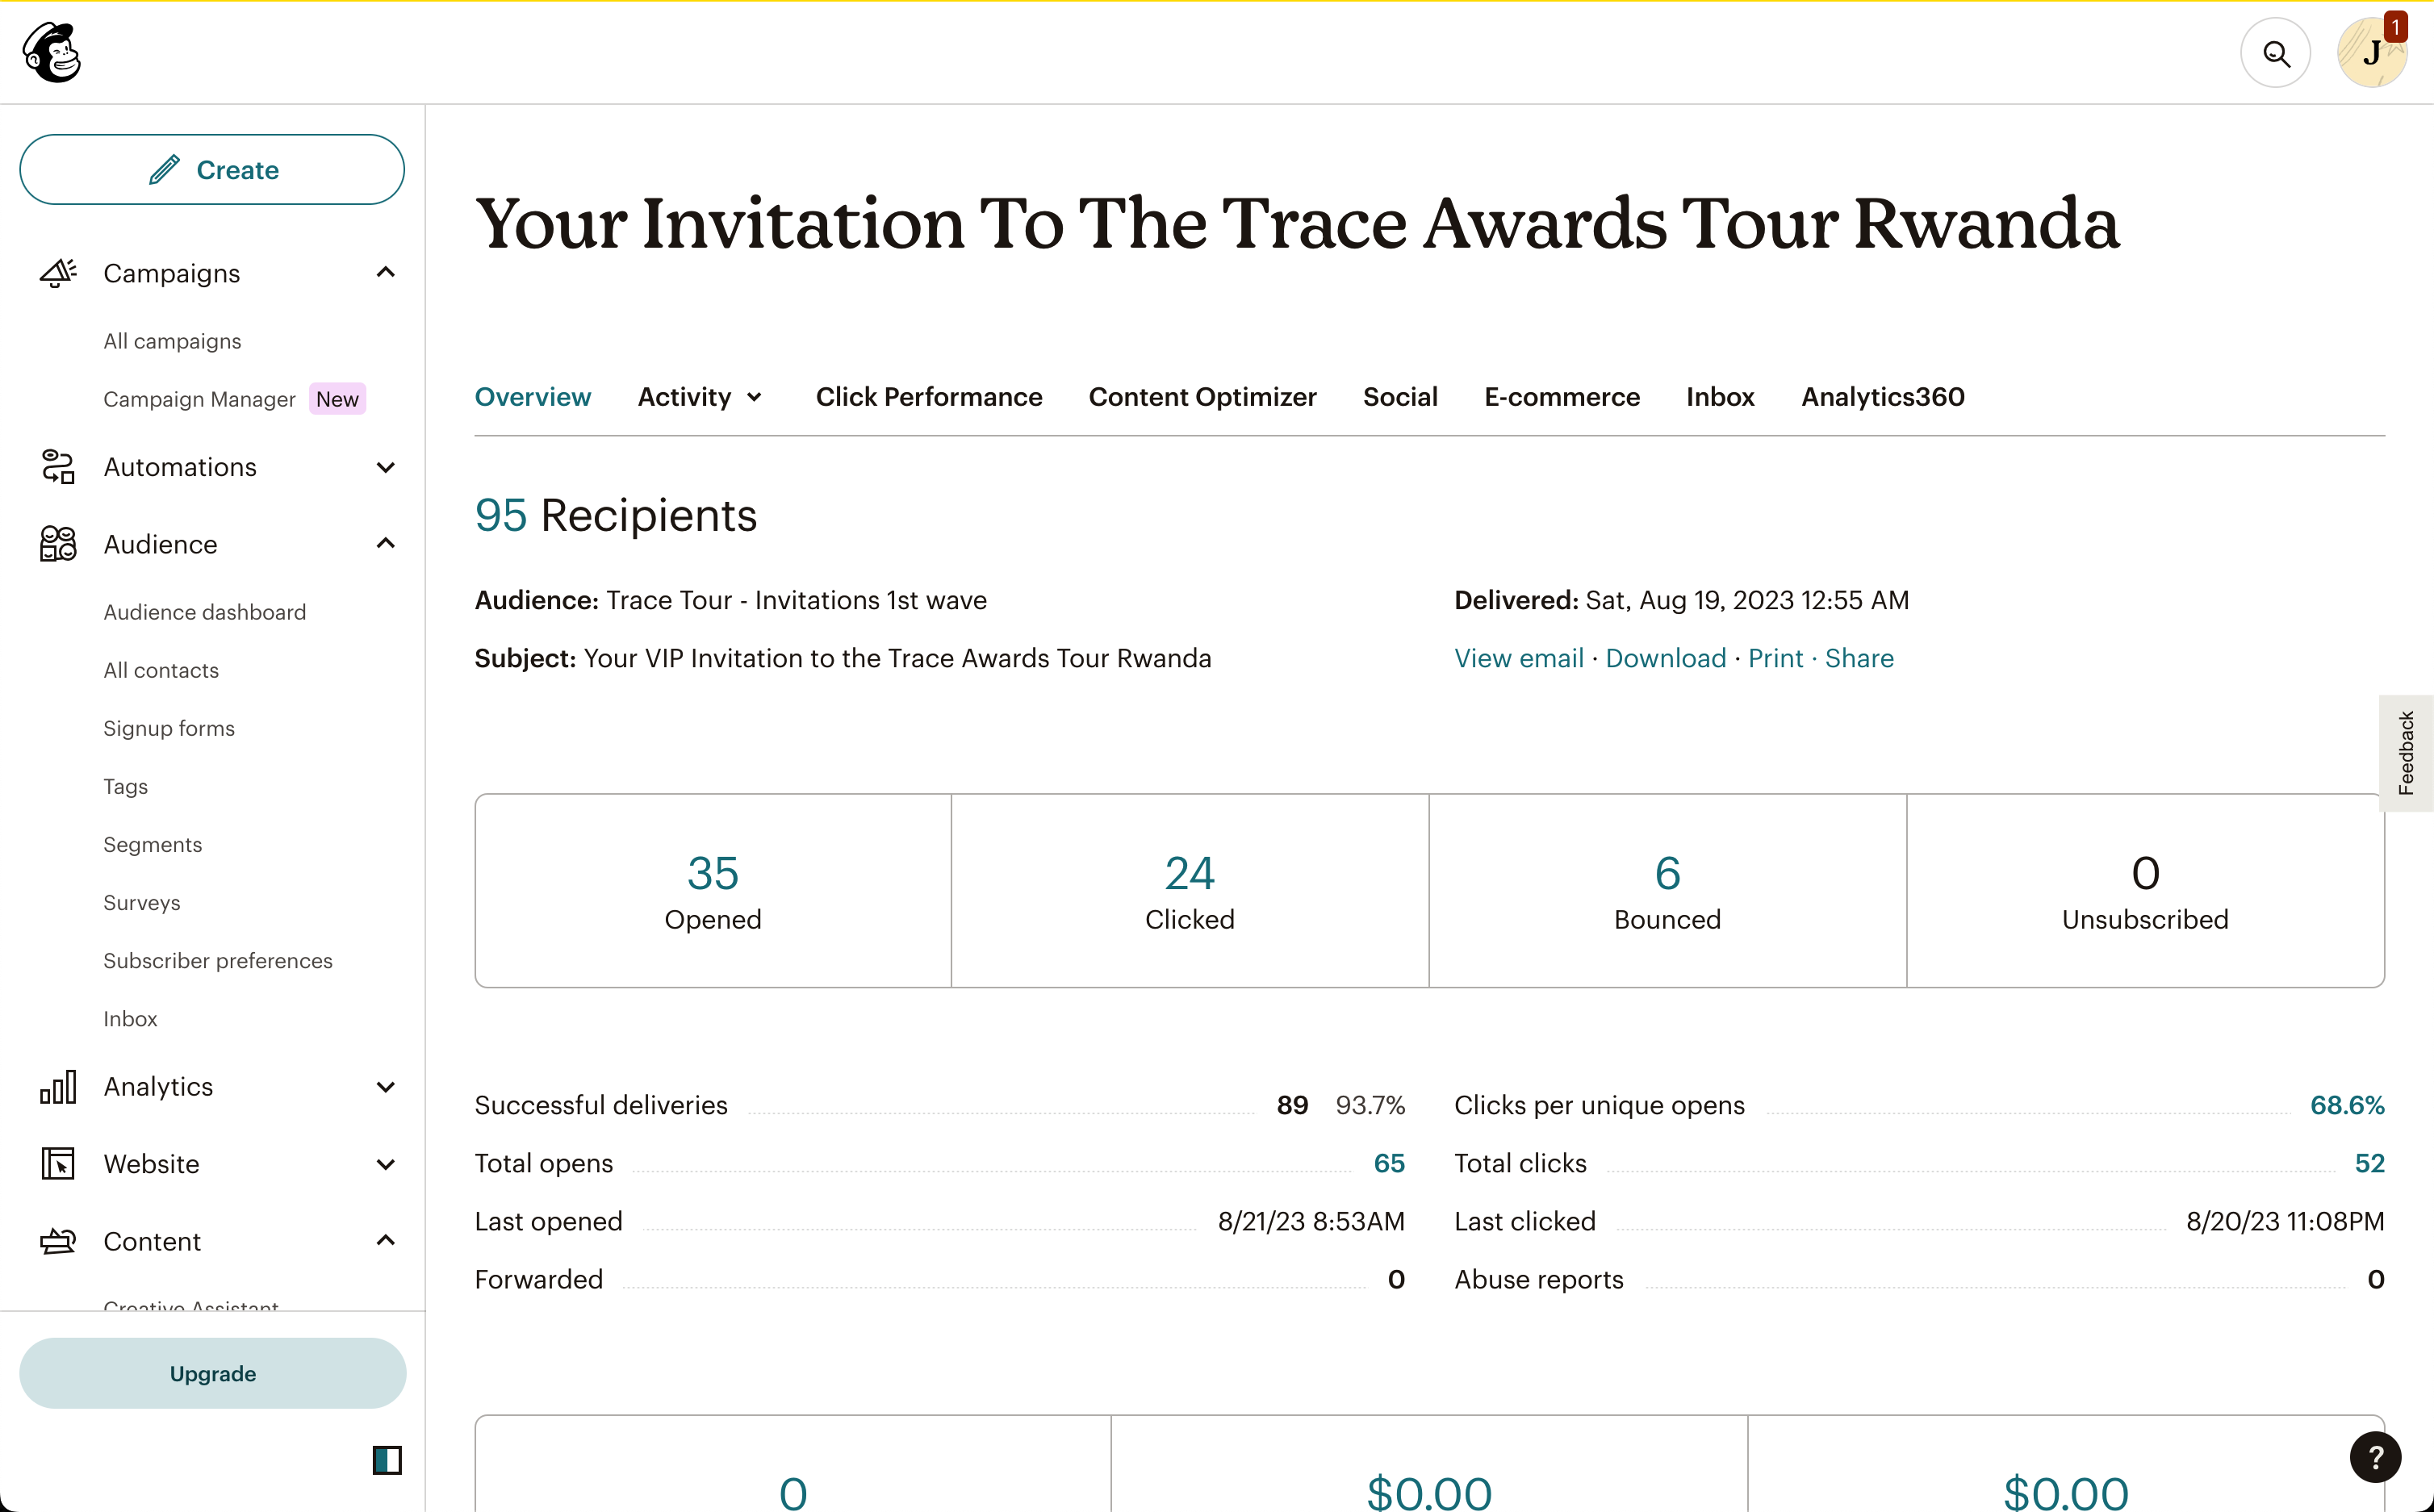 J
1
Create
Campaigns
All campaigns
Campaign Manager New
Automations
Audience
Audience dashboard
All contacts
Signup forms
Tags
Segments
Surveys
Subscriber preferences
Inbox
Analytics
Website
Content
Creative Assistant
Upgrade
Your Invitation To The Trace Awards Tour Rwanda
Overview Activity Click Performance Content Optimizer Social E-commerce Inbox Analytics360
95 Recipients
Audience: Trace Tour - Invitations 1st wave
Delivered: Sat, Aug 19, 2023 12:55 AM
Subject: Your VIP Invitation to the Trace Awards Tour Rwanda
View email · Download · Print · Share
Feedback
35
Opened
24
Clicked
6
Bounced
0
Unsubscribed
Successful deliveries 89 93.7%
Clicks per unique opens 68.6%
Total opens 65
Total clicks 52
Last opened 8/21/23 8:53AM
Last clicked 8/20/23 11:08PM
Forwarded 0
Abuse reports 0
0
$0.00
$0.00
?